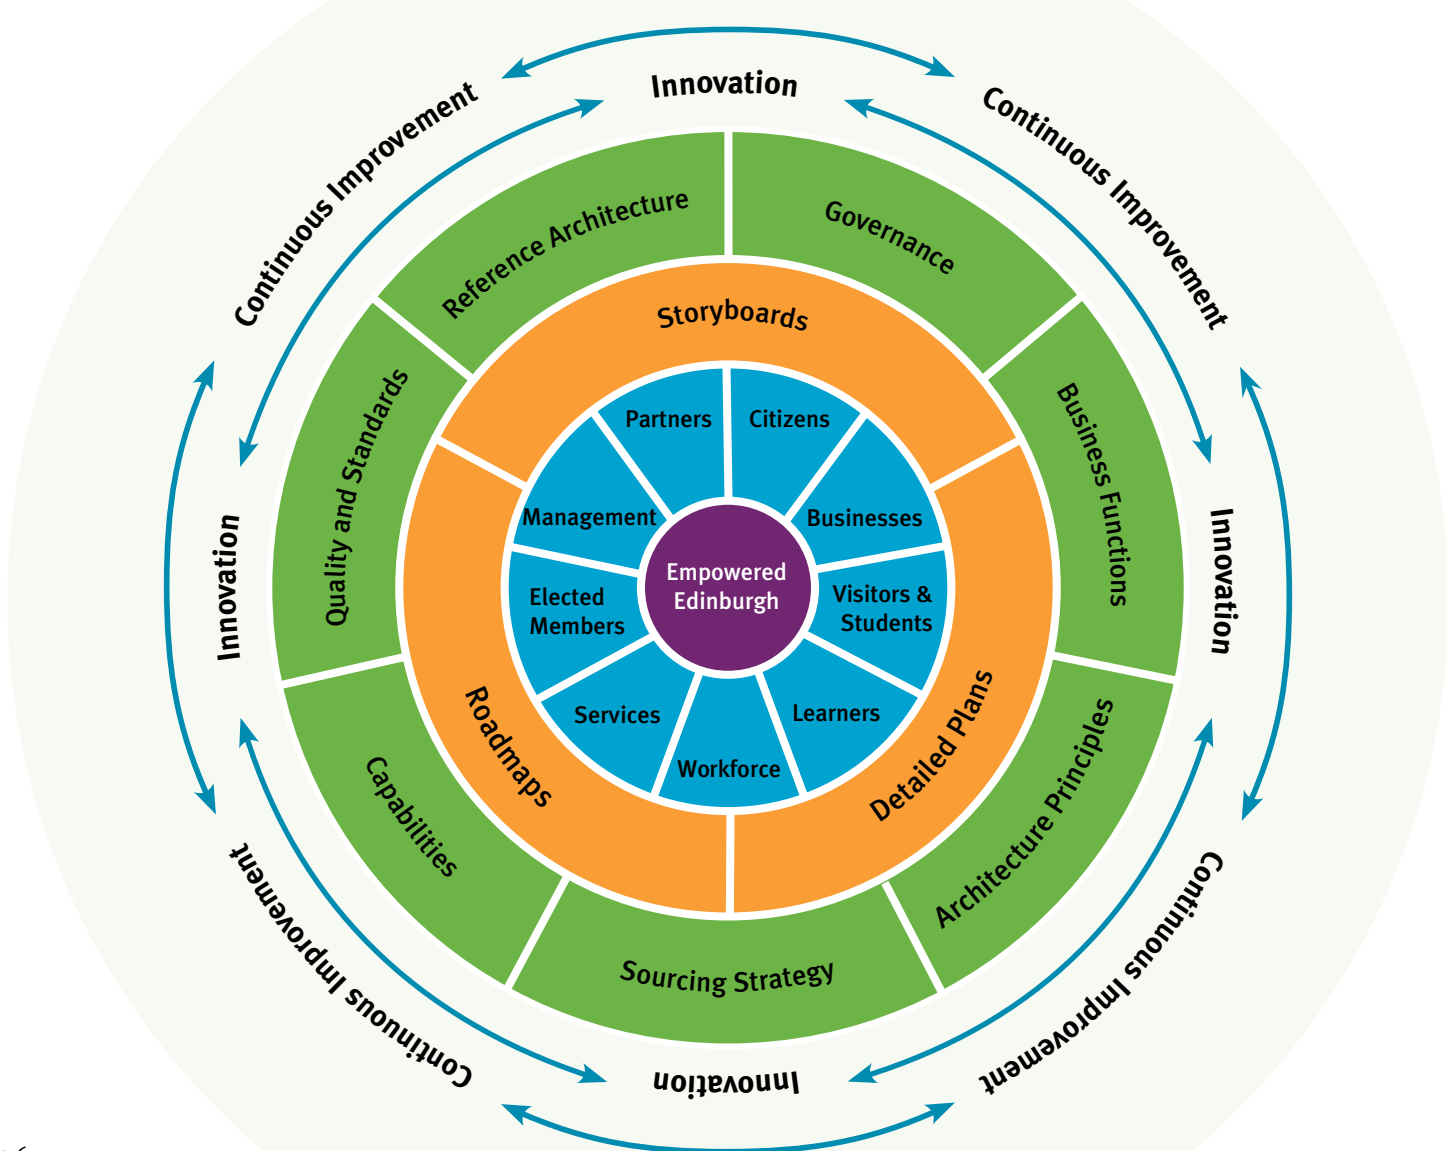 Innovation
Continuous Improvement
Continuous Improvement
Reference Architecture
Governance
Storyboards
Quality and Standards
Business Functions
Partners
Citizens
Management
Businesses
Innovation
Innovation
Empowered
Edinburgh
Elected
Members
Visitors &
Students
Services
Learners
Workforce
Roadmaps
Detailed Plans
Capabilities
Architecture Principles
Sourcing Strategy
Continuous Improvement
Continuous Improvement
Innovation